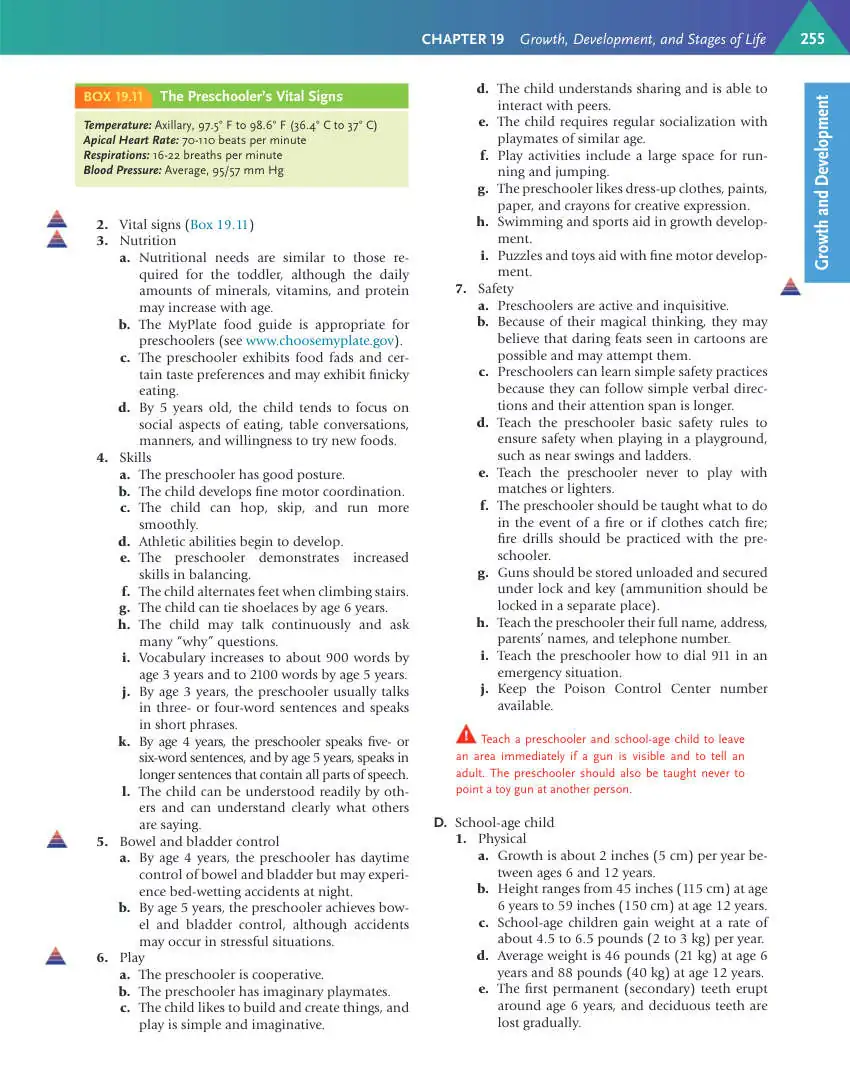 CHAPTER 19 Growth, Development, and Stages of Life 255
BOX 19.11 The Preschooler's Vital Signs
Temperature: Axillary, 97.5° F to 98.6° F (36.4° C to 37° C)
Apical Heart Rate: 70-110 beats per minute
Respirations: 16-22 breaths per minute
Blood Pressure: Average, 95/57 mm Hg
2. Vital signs (Box 19.11)
3. Nutrition
a. Nutritional needs are similar to those re-
quired for the toddler, although the daily
amounts of minerals, vitamins, and protein
may increase with age.
b. The MyPlate food guide is appropriate for
preschoolers (see www.choosemyplate.gov).
c. The preschooler exhibits food fads and cer-
tain taste preferences and may exhibit finicky
eating.
d. By 5 years old, the child tends to focus on
social aspects of eating, table conversations,
manners, and willingness to try new foods.
4. Skills
a. The preschooler has good posture.
b. The child develops fine motor coordination.
c. The child can hop, skip, and run more
smoothly.
d. Athletic abilities begin to develop.
e. The preschooler demonstrates increased
skills in balancing.
f. The child alternates feet when climbing stairs.
g. The child can tie shoelaces by age 6 years.
h. The child may talk continuously and ask
many "why" questions.
i. Vocabulary increases to about 900 words by
age 3 years and to 2100 words by age 5 years.
j. By age 3 years, the preschooler usually talks
in three- or four-word sentences and speaks
in short phrases.
k. By age 4 years, the preschooler speaks five- or
six-word sentences, and by age 5 years, speaks in
longer sentences that contain all parts of speech.
l. The child can be understood readily by oth-
ers and can understand clearly what others
are saying.
5. Bowel and bladder control
a. By age 4 years, the preschooler has daytime
control of bowel and bladder but may experi-
ence bed-wetting accidents at night.
b. By age 5 years, the preschooler achieves bow-
el and bladder control, although accidents
may occur in stressful situations.
6. Play
a. The preschooler is cooperative.
b. The preschooler has imaginary playmates.
c. The child likes to build and create things, and
play is simple and imaginative.
d. The child understands sharing and is able to
interact with peers.
e. The child requires regular socialization with
playmates of similar age.
f. Play activities include a large space for run-
ning and jumping.
g. The preschooler likes dress-up clothes, paints,
paper, and crayons for creative expression.
h. Swimming and sports aid in growth develop-
ment.
i. Puzzles and toys aid with fine motor develop-
ment.
7. Safety
a. Preschoolers are active and inquisitive.
b. Because of their magical thinking, they may
believe that daring feats seen in cartoons are
possible and may attempt them.
c. Preschoolers can learn simple safety practices
because they can follow simple verbal direc-
tions and their attention span is longer.
d. Teach the preschooler basic safety rules to
ensure safety when playing in a playground,
such as near swings and ladders.
e. Teach the preschooler never to play with
matches or lighters.
f. The preschooler should be taught what to do
in the event of a fire or if clothes catch fire;
fire drills should be practiced with the pre-
schooler.
g. Guns should be stored unloaded and secured
under lock and key (ammunition should be
locked in a separate place).
h. Teach the preschooler their full name, address,
parents' names, and telephone number.
i. Teach the preschooler how to dial 911 in an
emergency situation.
j. Keep the Poison Control Center number
available.
Teach a preschooler and school-age child to leave
an area immediately if a gun is visible and to tell an
adult. The preschooler should also be taught never to
point a toy gun at another person.
D. School-age child
1. Physical
a. Growth is about 2 inches (5 cm) per year be-
tween ages 6 and 12 years.
b. Height ranges from 45 inches (115 cm) at age
6 years to 59 inches (150 cm) at age 12 years.
c. School-age children gain weight at a rate of
about 4.5 to 6.5 pounds (2 to 3 kg) per year.
d. Average weight is 46 pounds (21 kg) at age 6
years and 88 pounds (40 kg) at age 12 years.
e. The first permanent (secondary) teeth erupt
around age 6 years, and deciduous teeth are
lost gradually.
Growth and Development